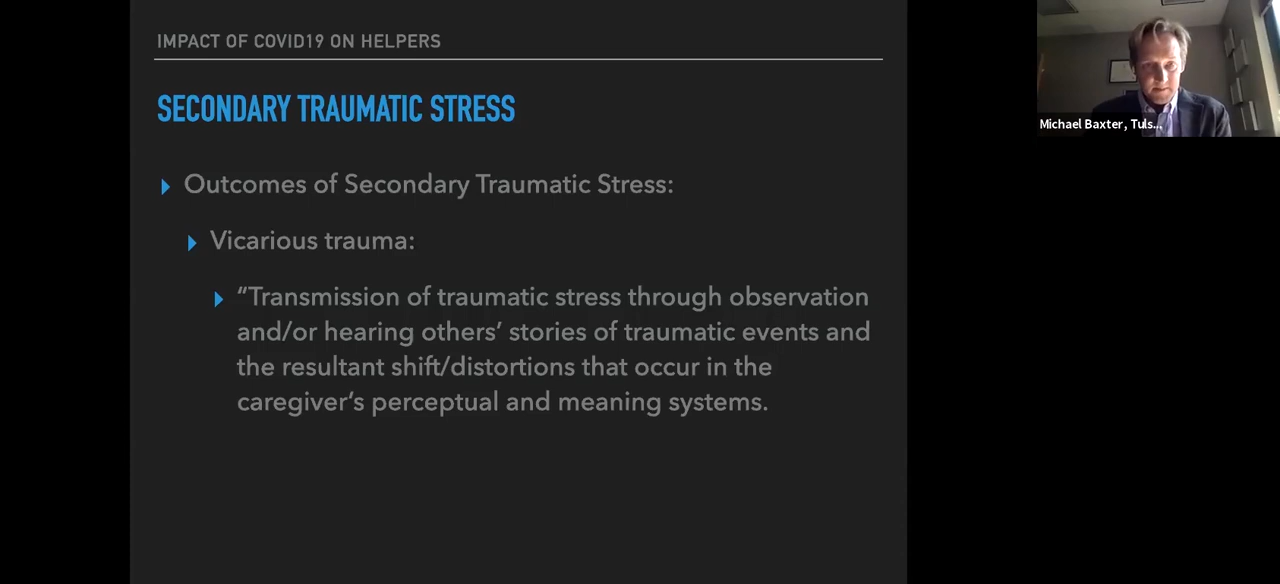 IMPACT OF COVID19 ON HELPERS
SECONDARY TRAUMATIC STRESS
Outcomes of Secondary Traumatic Stress:
Vicarious trauma:
“Transmission of traumatic stress through observation
and/or hearing others’ stories of traumatic events and
the resultant shift/distortions that occur in the
caregiver’s perceptual and meaning systems.
Michael Baxter, Tuls...